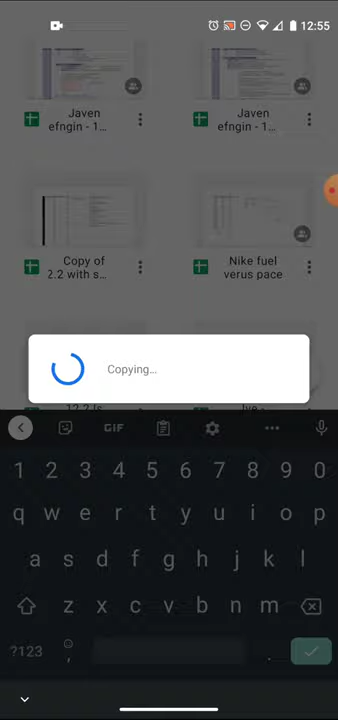 12:55
Javen
efngin - 1...
Javen
efngin - 1...
Copy of
2.2 with s...
Nike fuel
verus pace
Copying...
GIF
1 2 3 4 5 6 7 8 9 0
q w e r t y u i o p
a s d f g h j k l
z x c v b n m
?123 , .